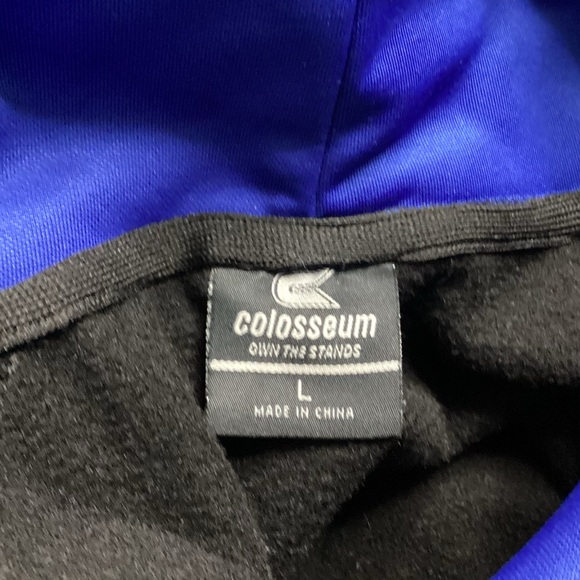 colosseum
OWN THE STANDS
L
MADE IN CHINA